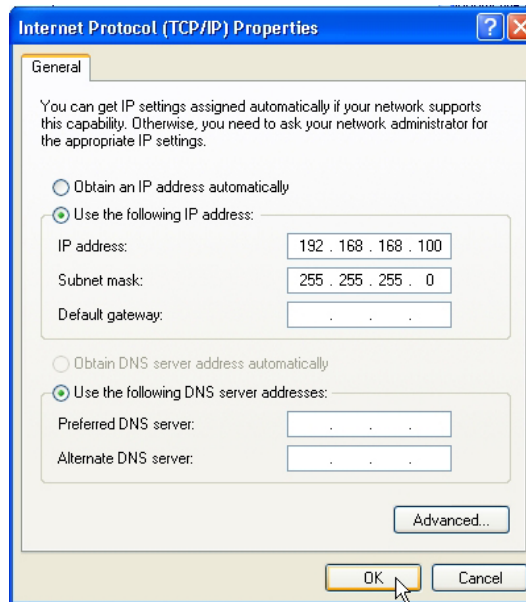 Internet Protocol (TCP/IP) Properties
General
You can get IP settings assigned automatically if your network supports
this capability. Otherwise, you need to ask your network administrator for
the appropriate IP settings.
Obtain an IP address automatically
Use the following IP address:
IP address: 192 . 168 . 168 . 100
Subnet mask: 255 . 255 . 255 . 0
Default gateway: . . .
Obtain DNS server address automatically
Use the following DNS server addresses:
Preferred DNS server: . . .
Alternate DNS server: . . .
Advanced...
OK Cancel